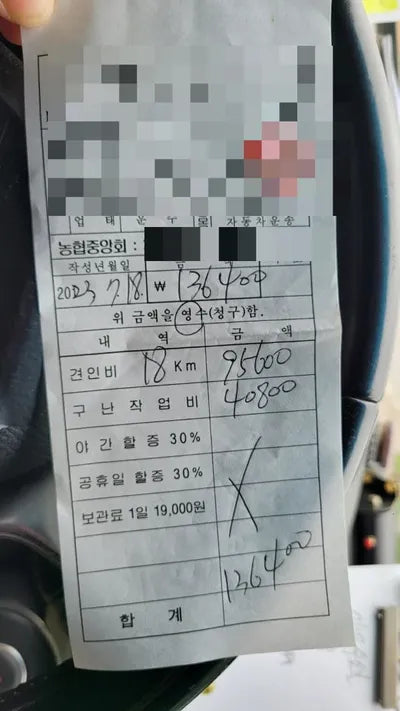 업 태 운 수 목 자동차운송
농협중앙회:
작성년월일 금
2023 7. 8. ₩ 136400
위 금액을 영수(청구)함.
내 역 금 액
견인비 18 Km 95600
구난작업비 40800
야간할증 30%
공휴일 할증 30%
보관료 1일 19,000원
136400
합 계